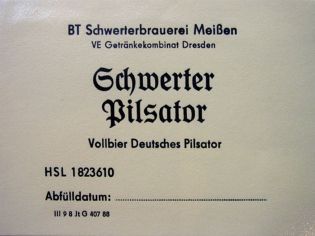 BT Schwerterbrauerei Meißen
VE Getränkekombinat Dresden
Schwerter
Pilsator
Vollbier Deutsches Pilsator
HSL 1823610
Abfülldatum:
III 9 8 Jt G 407 88